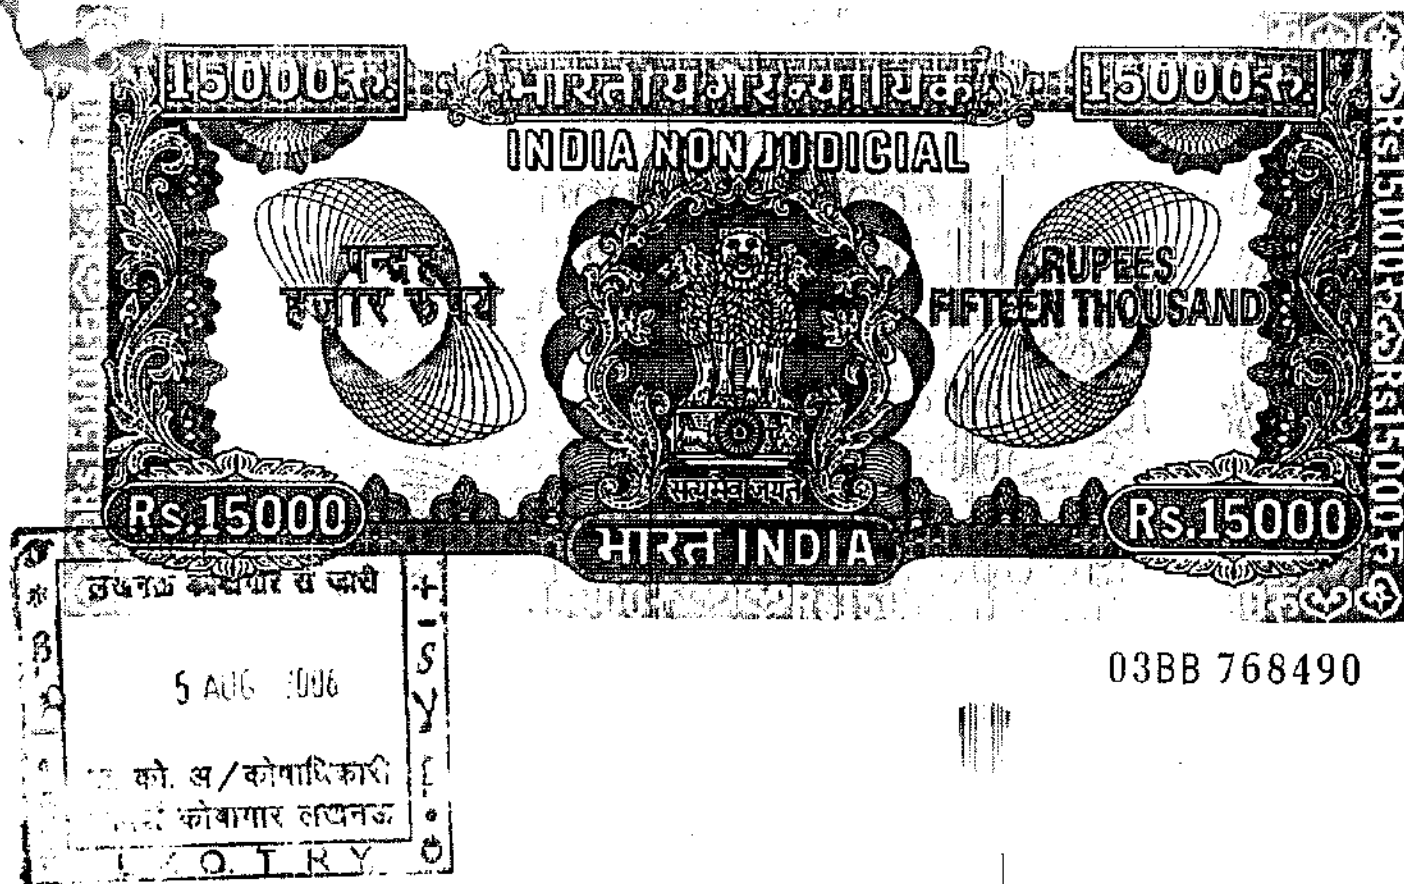 15000रु. भारतीय गैर न्यायिक 15000रु.
INDIA NON JUDICIAL
पन्द्रह
हजार रुपये
RUPEES
FIFTEEN THOUSAND
सत्यमेव जयते
Rs.15000 भारत INDIA Rs.15000
लखनऊ कोषागार से जारी
03BB 768490
5 AUG
को. अ/कोषाधिकारी
कोषागार लखनऊ